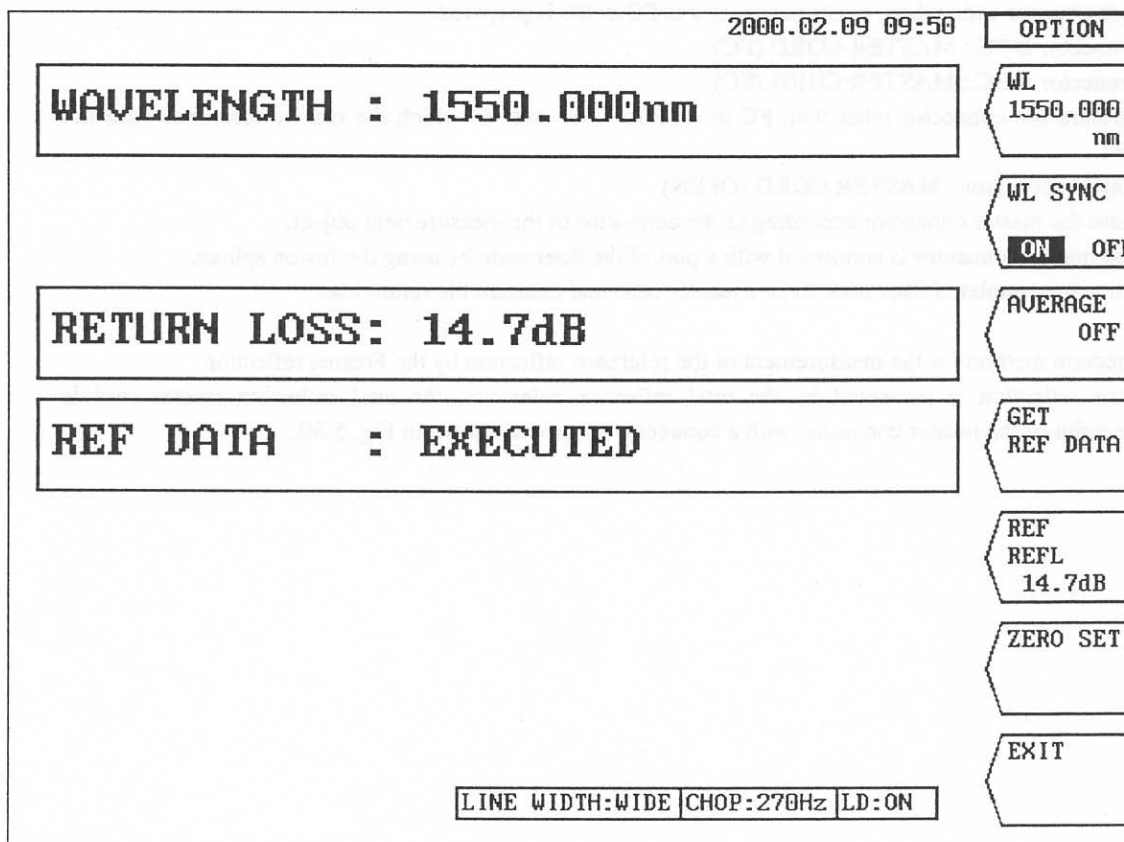 2000.02.09 09:50
OPTION
WAVELENGTH : 1550.000nm
RETURN LOSS: 14.7dB
REF DATA : EXECUTED
WL
1550.000
nm
WL SYNC
ON
AVERAGE
OFF
GET
REF DATA
REF
REFL
14.7dB
ZERO SET
EXIT
LINE WIDTH:WIDE CHOP:270Hz LD:ON